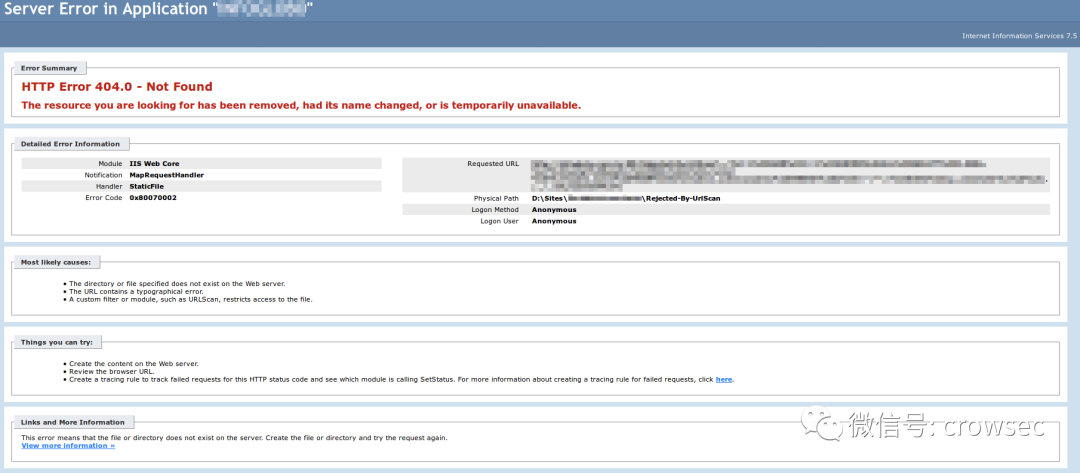 Server Error in Application "
"
Internet Information Services 7.5
Error Summary
HTTP Error 404.0 - Not Found
The resource you are looking for has been removed, had its name changed, or is temporarily unavailable.
Detailed Error Information
Module IIS Web Core
Notification MapRequestHandler
Handler StaticFile
Error Code 0x80070002
Requested URL
Physical Path D:\Sites\ \Rejected-By-UrlScan
Logon Method Anonymous
Logon User Anonymous
Most likely causes:
• The directory or file specified does not exist on the Web server.
• The URL contains a typographical error.
• A custom filter or module, such as URLScan, restricts access to the file.
Things you can try:
• Create the content on the Web server.
• Review the browser URL.
• Create a tracing rule to track failed requests for this HTTP status code and see which module is calling SetStatus. For more information about creating a tracing rule for failed requests, click here.
Links and More Information
This error means that the file or directory does not exist on the server. Create the file or directory and try the request again.
View more information »
微信号: crowsec